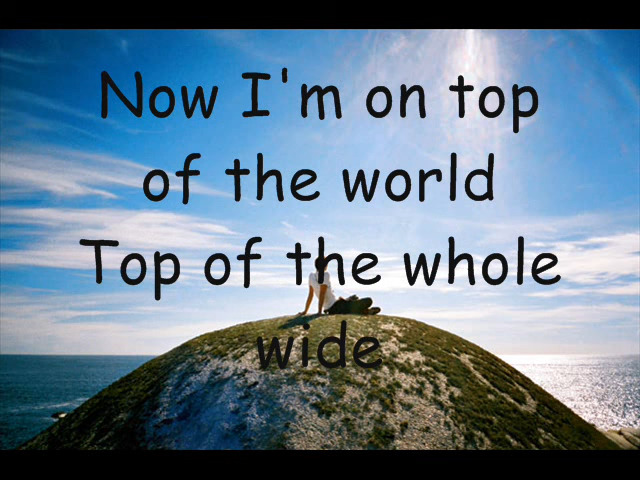 Now I'm on top
of the world
Top of the whole
wide